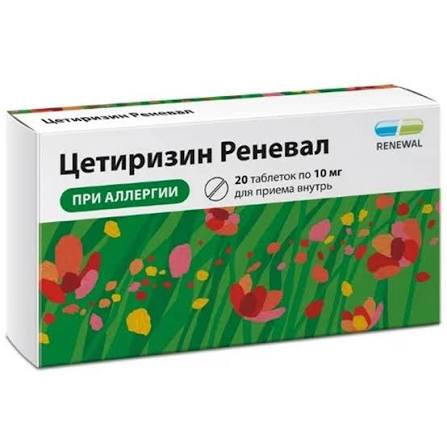 Цетиризин Реневал
RENEWAL
ПРИ АЛЛЕРГИИ
20 таблеток по 10 мг
для приема внутрь